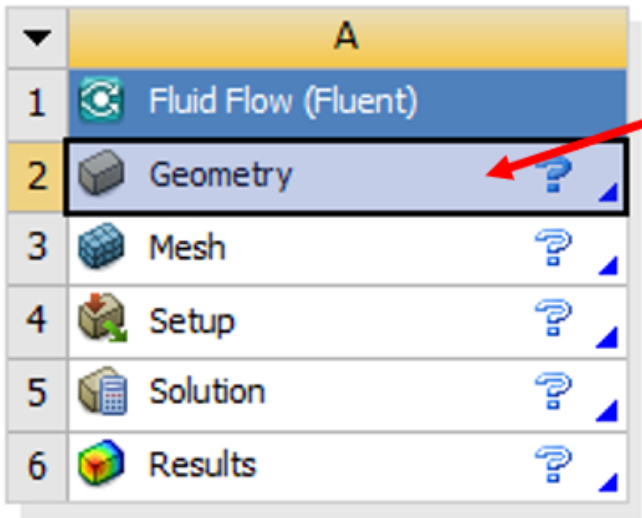 A
1 Fluid Flow (Fluent)
2 Geometry ?
3 Mesh ?
4 Setup ?
5 Solution ?
6 Results ?